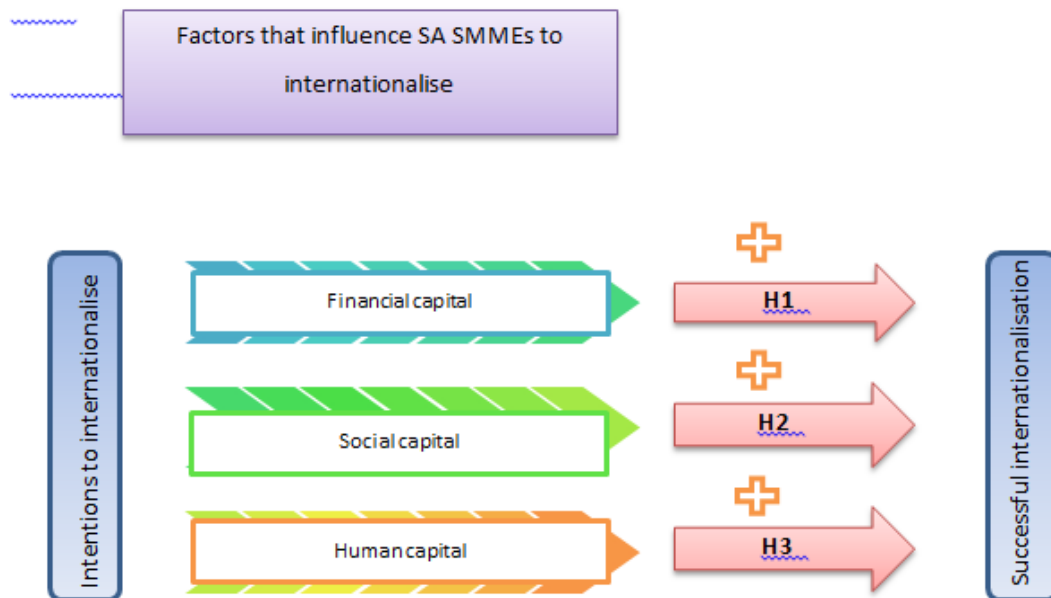 Factors that influence SA SMMEs to
internationalise
Intentions to internationalise
Financial capital
H1
Social capital
H2
Human capital
H3
Successful internationalisation